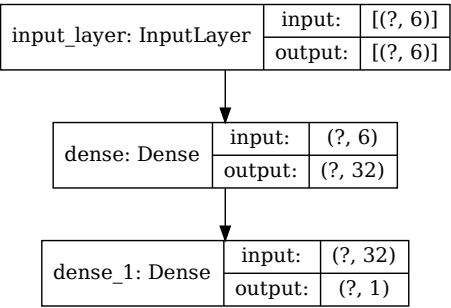 input_layer: InputLayer
input: [(?, 6)]
output: [(?, 6)]
dense: Dense
input: (?, 6)
output: (?, 32)
dense_1: Dense
input: (?, 32)
output: (?, 1)